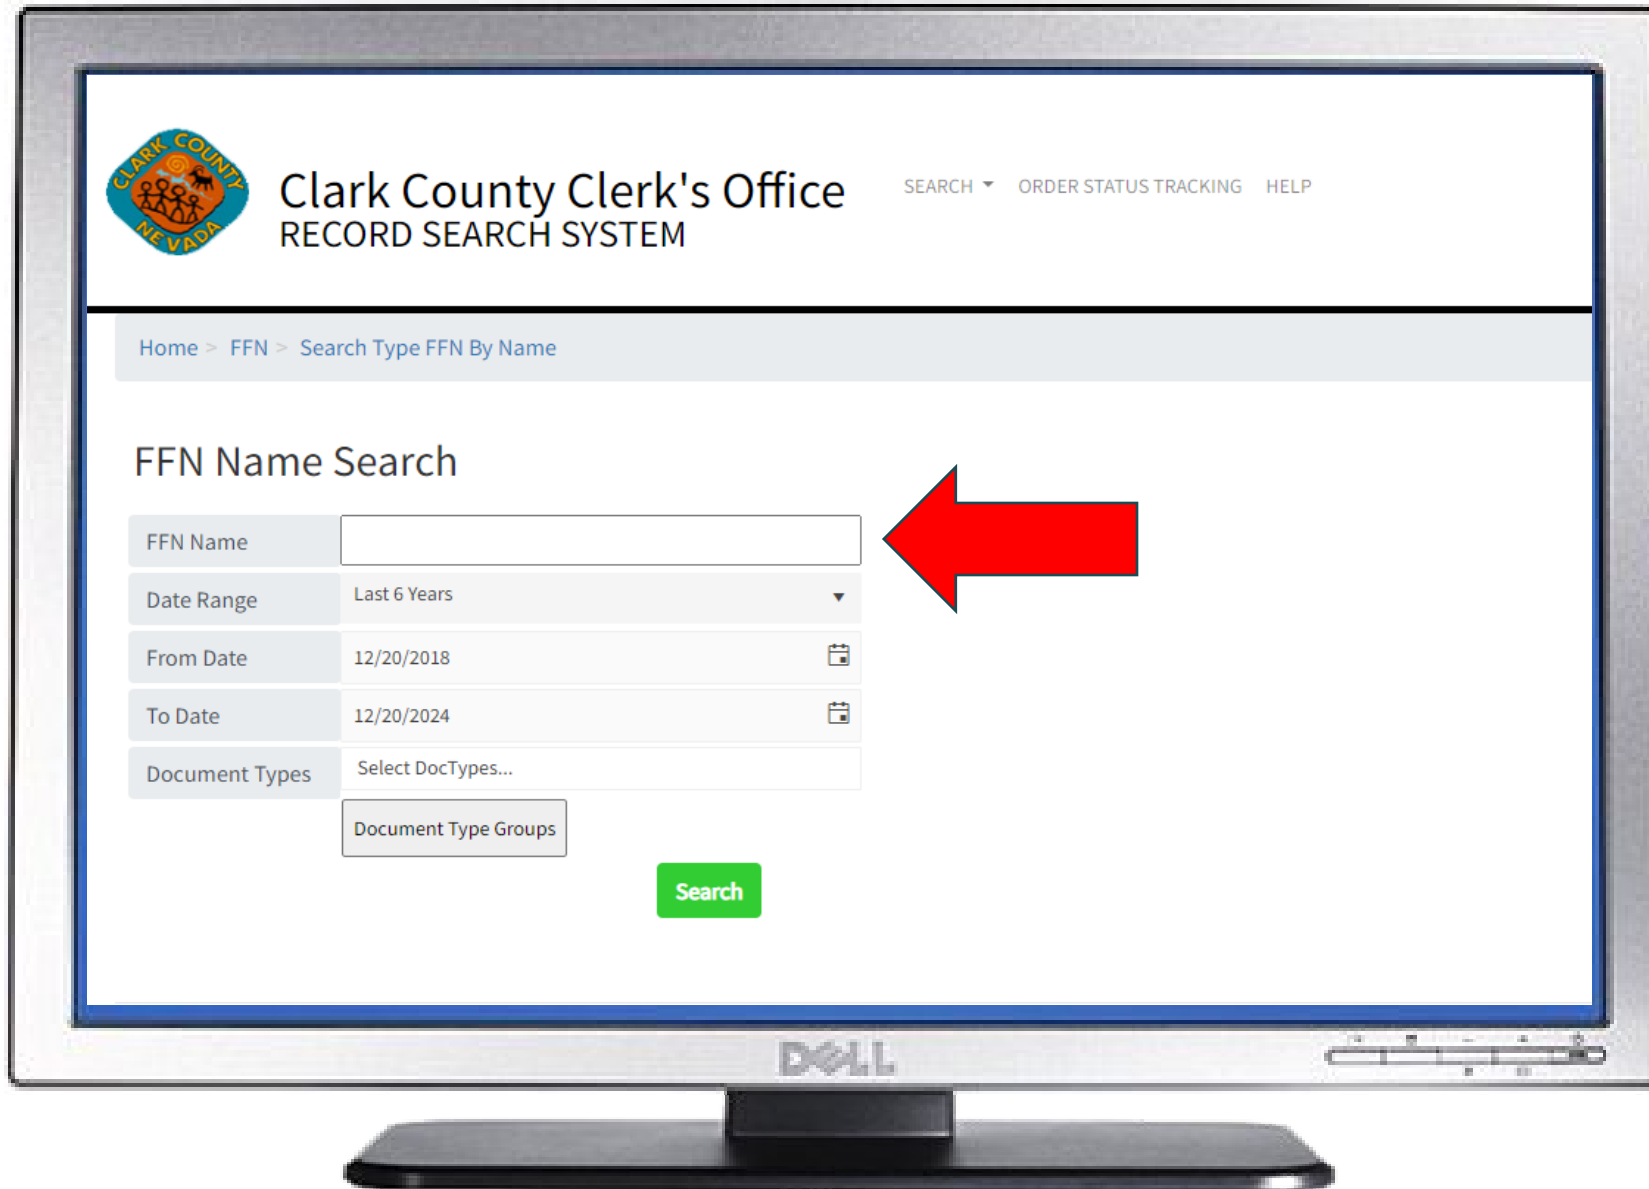 CLARK COUNTY
NEVADA
Clark County Clerk's Office
RECORD SEARCH SYSTEM
SEARCH ORDER STATUS TRACKING HELP
Home > FFN > Search Type FFN By Name
FFN Name Search
FFN Name
Date Range Last 6 Years
From Date 12/20/2018
To Date 12/20/2024
Document Types Select DocTypes...
Document Type Groups
Search
DELL